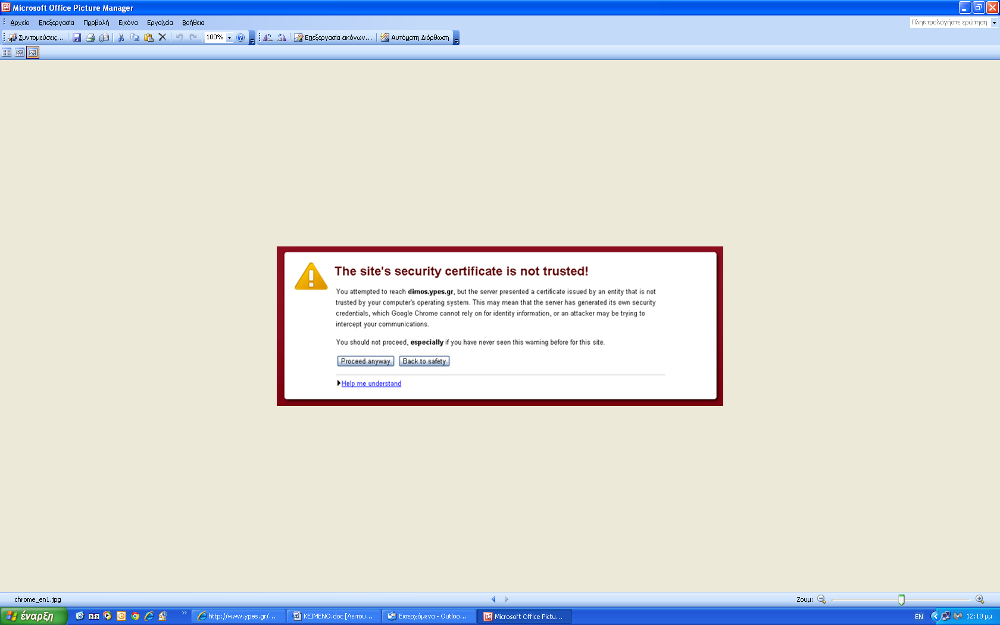 Microsoft Office Picture Manager
Αρχείο Επεξεργασία Προβολή Εικόνα Εργαλεία Βοήθεια
Πληκτρολογήστε ερώτηση
Συντομεύσεις... 100% Επεξεργασία εικόνων... Αυτόματη Διόρθωση
The site's security certificate is not trusted!
You attempted to reach dimos.ypes.gr, but the server presented a certificate issued by an entity that is not
trusted by your computer's operating system. This may mean that the server has generated its own security
credentials, which Google Chrome cannot rely on for identity information, or an attacker may be trying to
intercept your communications.
You should not proceed, especially if you have never seen this warning before for this site.
Proceed anyway Back to safety
Help me understand
chrome_en1.jpg
Ζουμ:
έναρξη
http://www.ypes.gr/...
ΚΕΙΜΕΝΟ.doc [Λειτου...
Εισερχόμενα - Outloo...
Microsoft Office Pictu...
EN
12:10 μμ